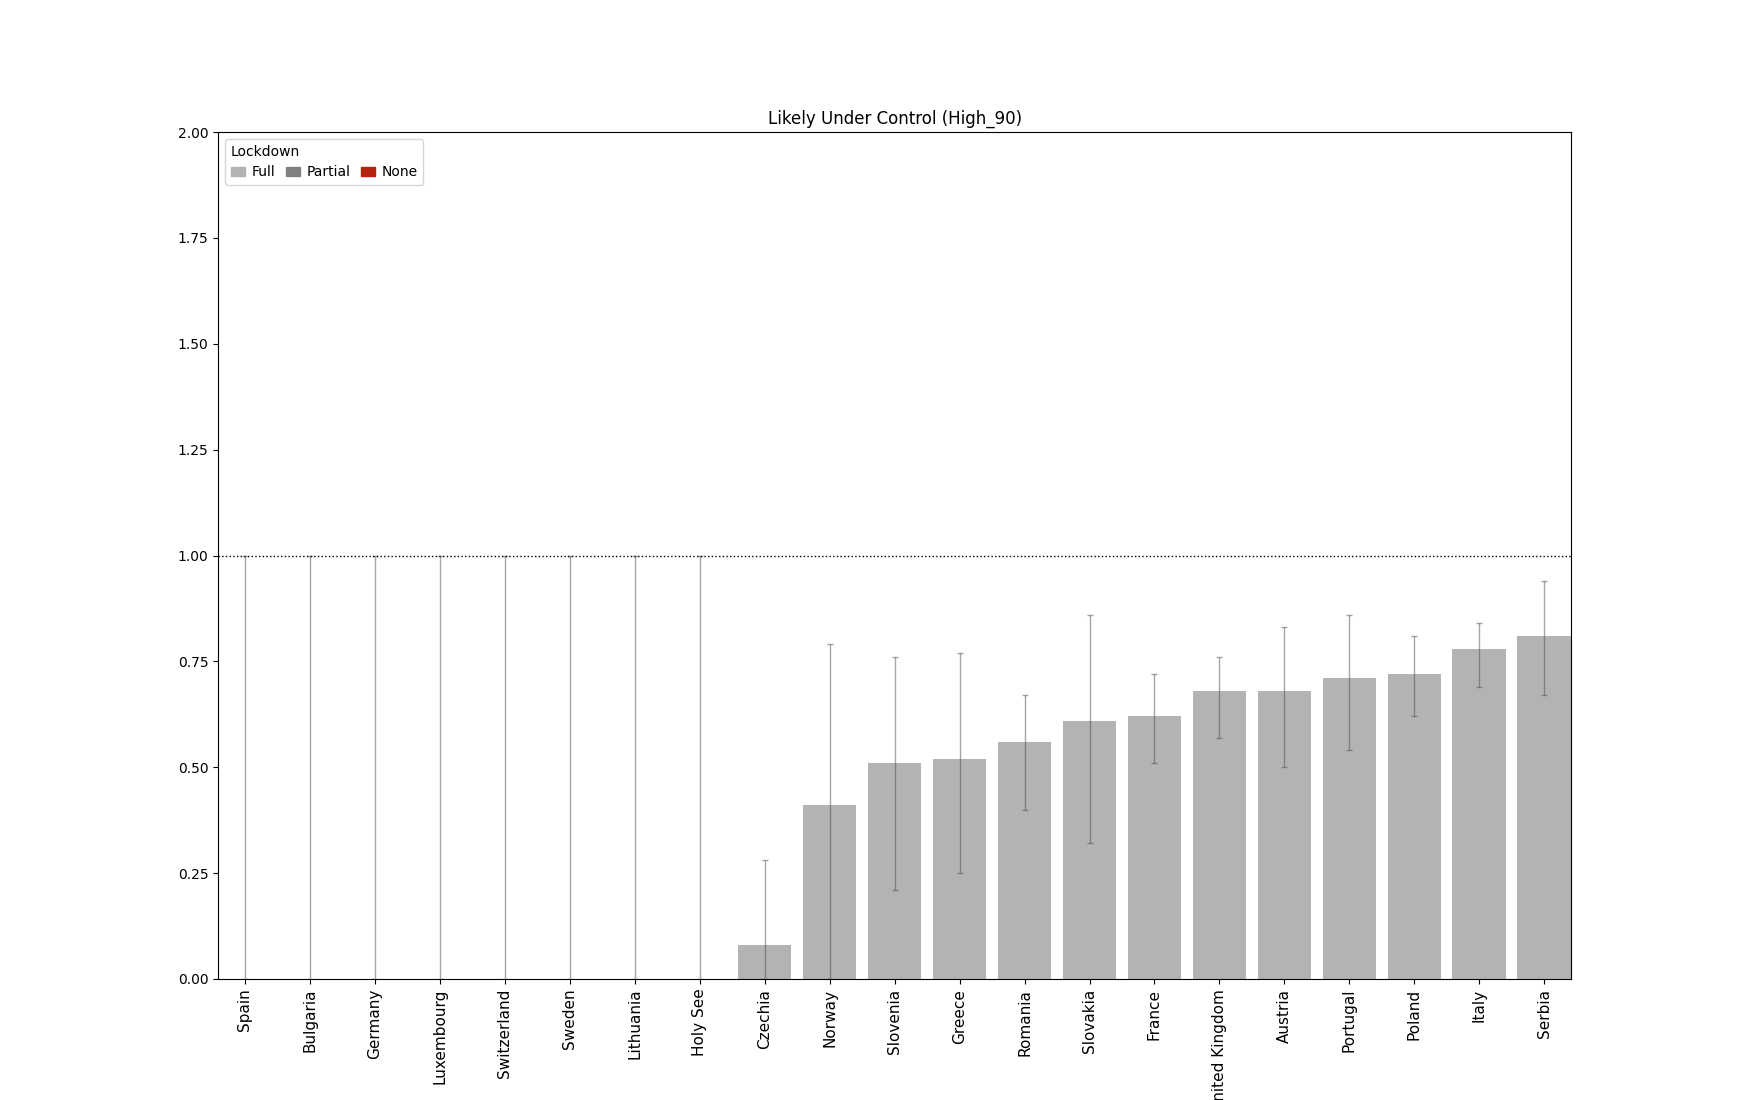 Likely Under Control (High_90)
2.00
Lockdown
Full Partial None
1.75
1.50
1.25
1.00
0.75
0.50
0.25
0.00
Spain
Bulgaria
Germany
Luxembourg
Switzerland
Sweden
Lithuania
Holy See
Czechia
Norway
Slovenia
Greece
Romania
Slovakia
France
nited Kingdom
Austria
Portugal
Poland
Italy
Serbia